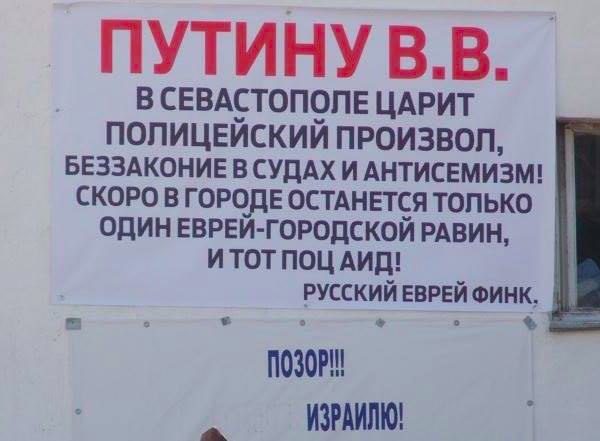 ПУТИНУ В.В.
В СЕВАСТОПОЛЕ ЦАРИТ
ПОЛИЦЕЙСКИЙ ПРОИЗВОЛ,
БЕЗЗАКОНИЕ В СУДАХ И АНТИСЕМИЗМ!
СКОРО В ГОРОДЕ ОСТАНЕТСЯ ТОЛЬКО
ОДИН ЕВРЕЙ-ГОРОДСКОЙ РАВИН,
И ТОТ ПОЦ АИД!
РУССКИЙ ЕВРЕЙ ФИНК.
ПОЗОР!!!
ИЗРАИЛЮ!